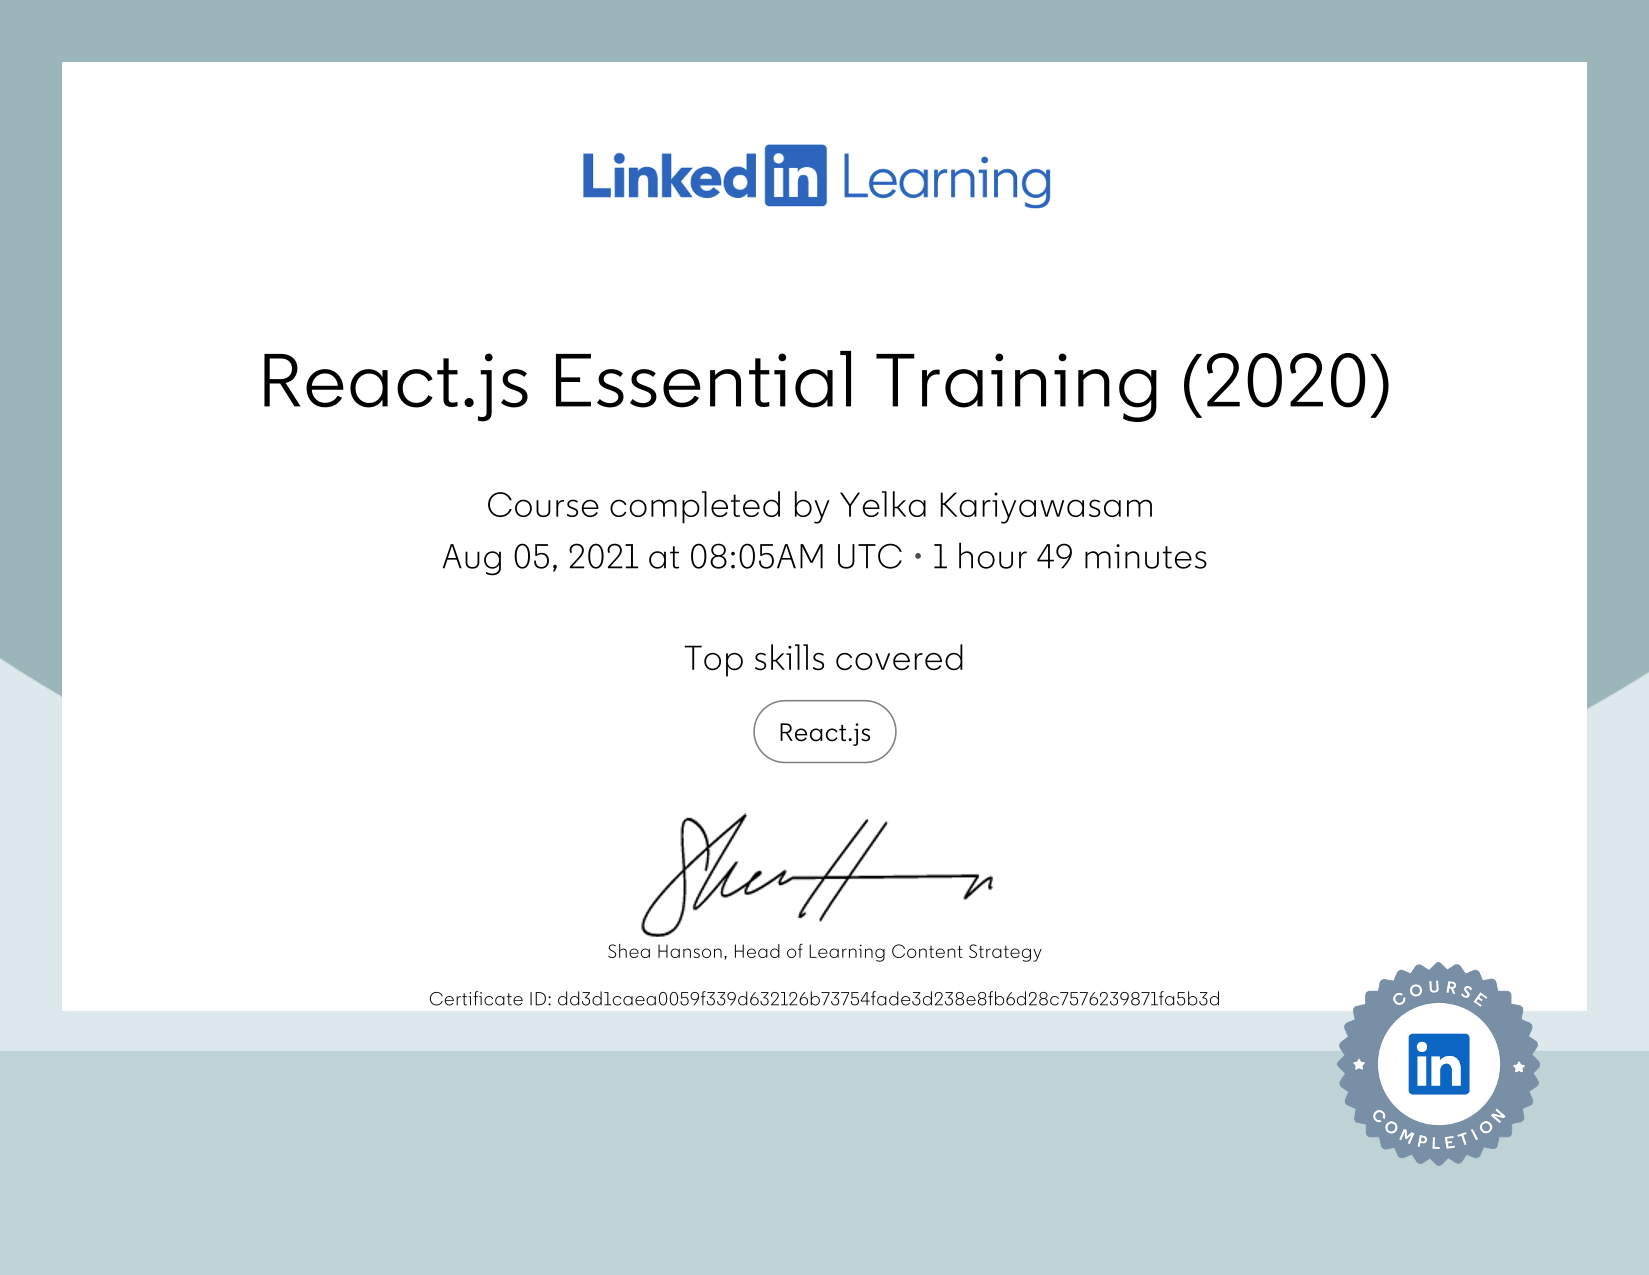 Linkedin Learning
React.js Essential Training (2020)
Course completed by Yelka Kariyawasam
Aug 05, 2021 at 08:05AM UTC • 1 hour 49 minutes
Top skills covered
React.js
Shea Hanson, Head of Learning Content Strategy
Certificate ID: dd3d1caea0059f339d632126b73754fade3d238e8fb6d28c7576239871fa5b3d
COURSE
in
COMPLETION